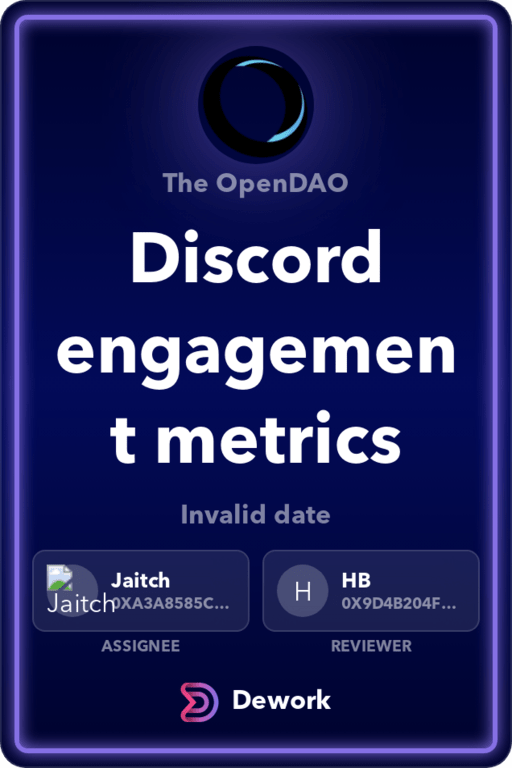 The OpenDAO
Discord
engagemen
t metrics
Invalid date
Jaitch
Jaitch
0XA3A8585C...
H
HB
0X9D4B204F...
ASSIGNEE
REVIEWER
Dework